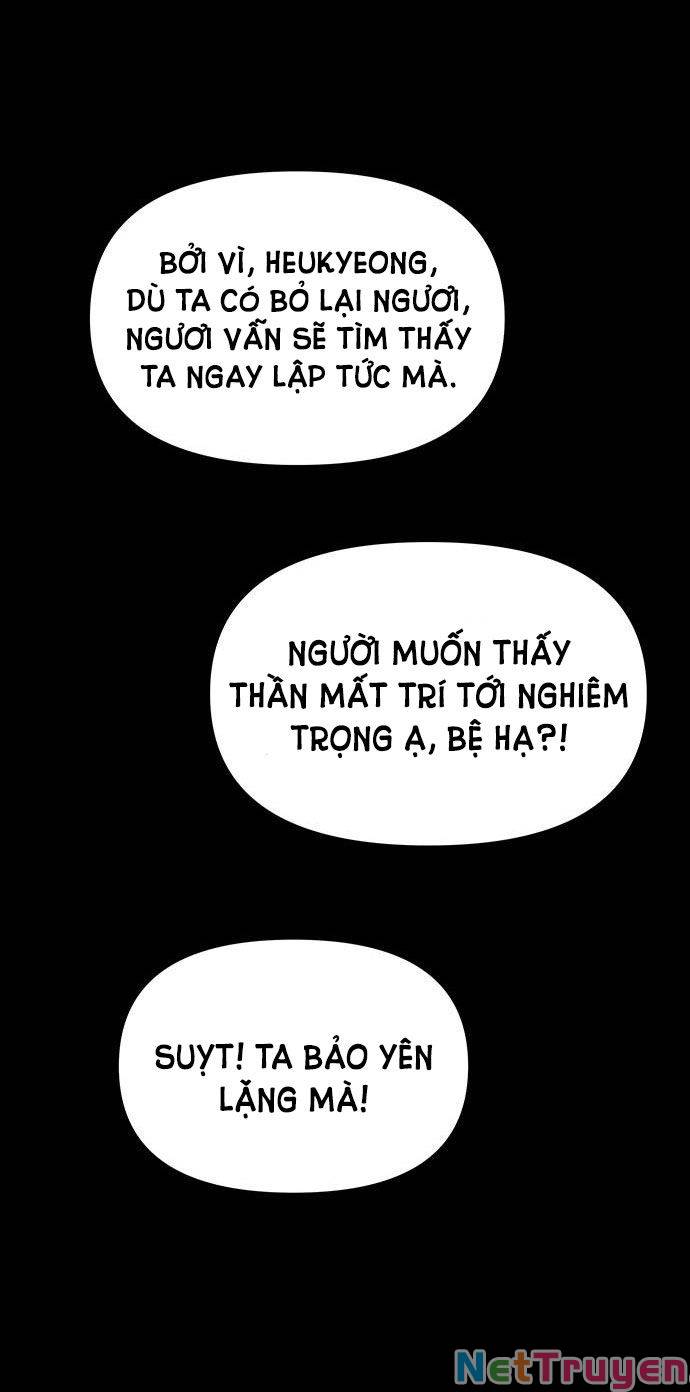 BỞI VÌ, HEUKYEONG,
DÙ TA CÓ BỎ LẠI NGƯƠI,
NGƯƠI VẪN SẼ TÌM THẤY
TA NGAY LẬP TỨC MÀ.
NGƯỜI MUỐN THẤY
THẦN MẤT TRÍ TỚI NGHIÊM
TRỌNG Ạ, BỆ HẠ?!
SUỴT! TA BẢO YÊN
LẶNG MÀ!
NetTruyen